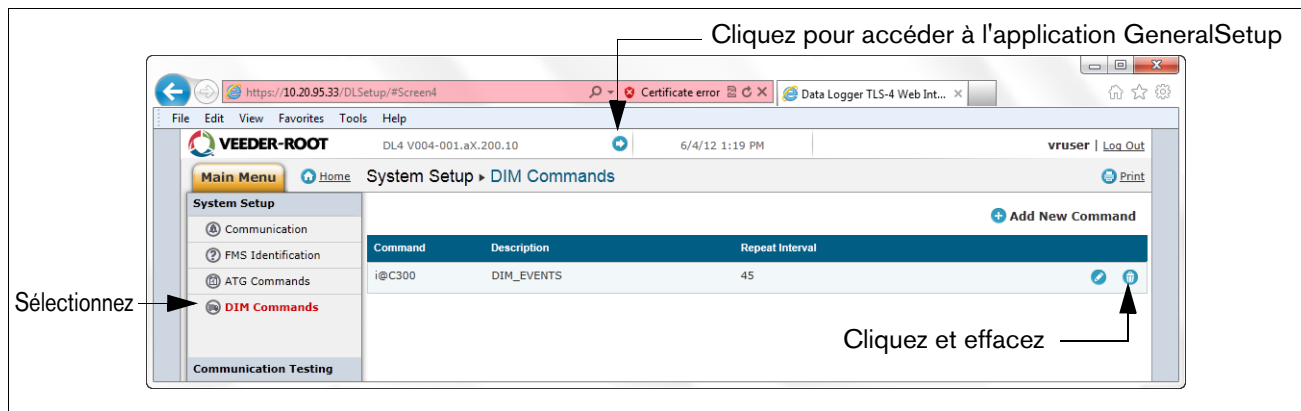 Cliquez pour accéder à l'application GeneralSetup
https://10.20.95.33/DLSetup/#Screen4
Certificate error
Data Logger TLS-4 Web Int...
File Edit View Favorites Tools Help
VEEDER-ROOT
DL4 V004-001.aX.200.10
6/4/12 1:19 PM
vruser | Log Out
Main Menu
Home
System Setup ▸ DIM Commands
Print
System Setup
Add New Command
Communication
Command Description Repeat Interval
FMS Identification
i@C300 DIM_EVENTS 45
ATG Commands
Sélectionnez
DIM Commands
Cliquez et effacez
Communication Testing